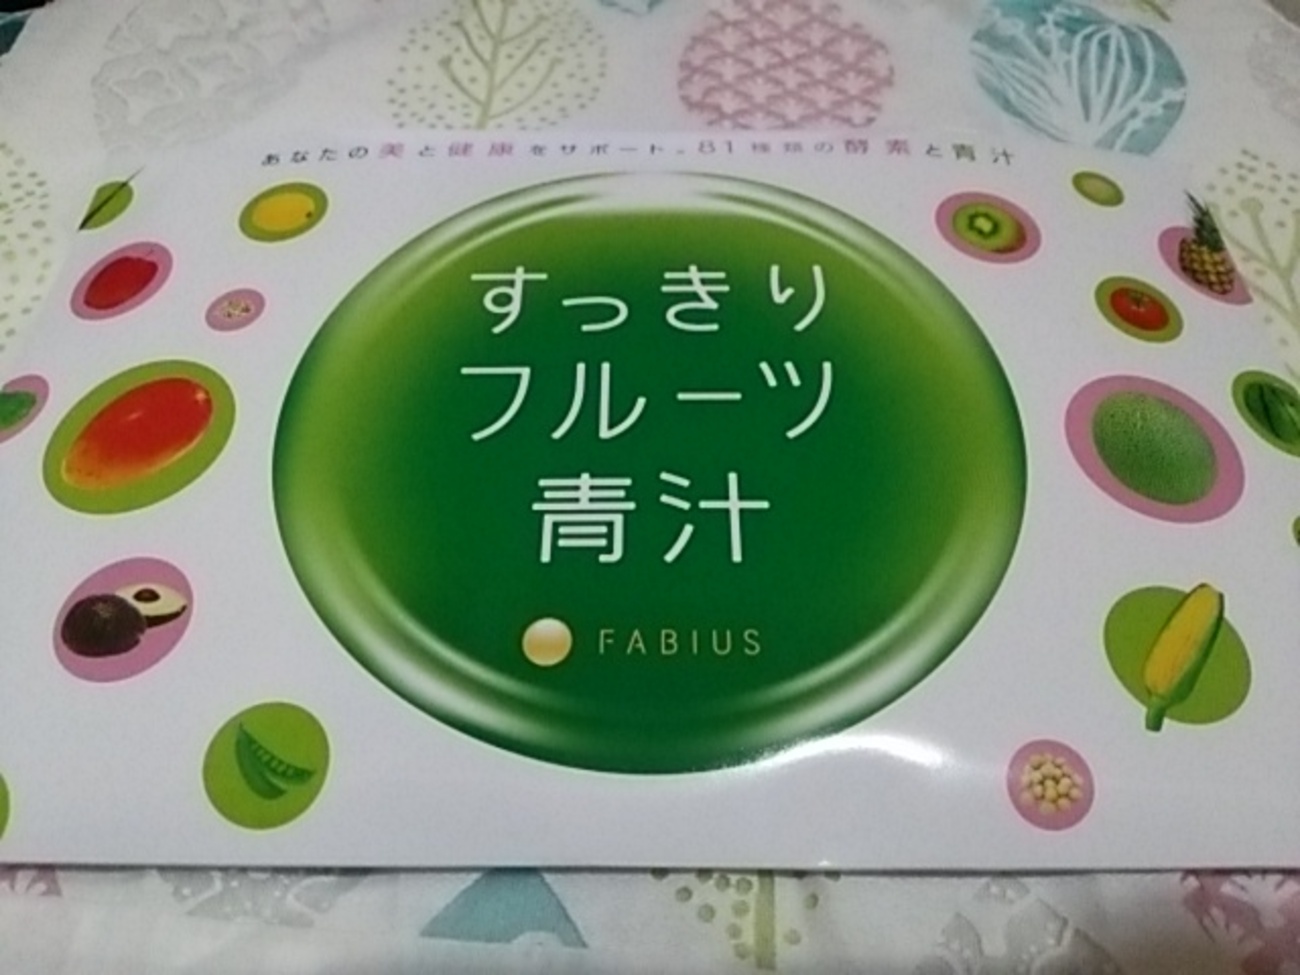 あなたの美と健康をサポート。81種類の酵素と青汁
すっきり
フルーツ
青汁
FABIUS